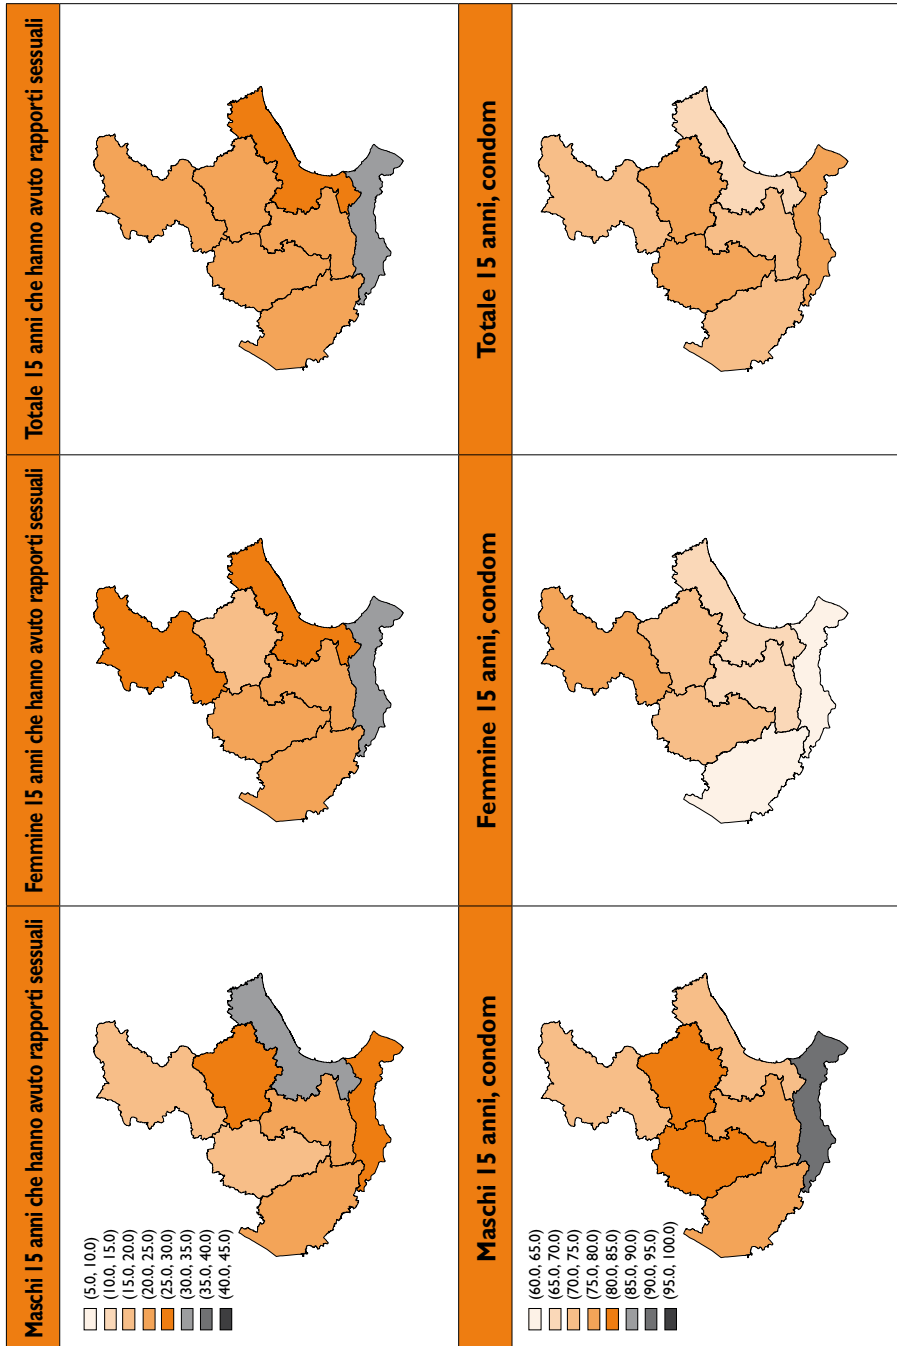 Maschi 15 anni che hanno avuto rapporti sessuali
Femmine 15 anni che hanno avuto rapporti sessuali
Totale 15 anni che hanno avuto rapporti sessuali
(5.0, 10.0)
(10.0, 15.0)
(15.0, 20.0)
(20.0, 25.0)
(25.0, 30.0)
(30.0, 35.0)
(35.0, 40.0)
(40.0, 45.0)
Maschi 15 anni, condom
Femmine 15 anni, condom
Totale 15 anni, condom
(60.0, 65.0)
(65.0, 70.0)
(70.0, 75.0)
(75.0, 80.0)
(80.0, 85.0)
(85.0, 90.0)
(90.0, 95.0)
(95.0, 100.0)